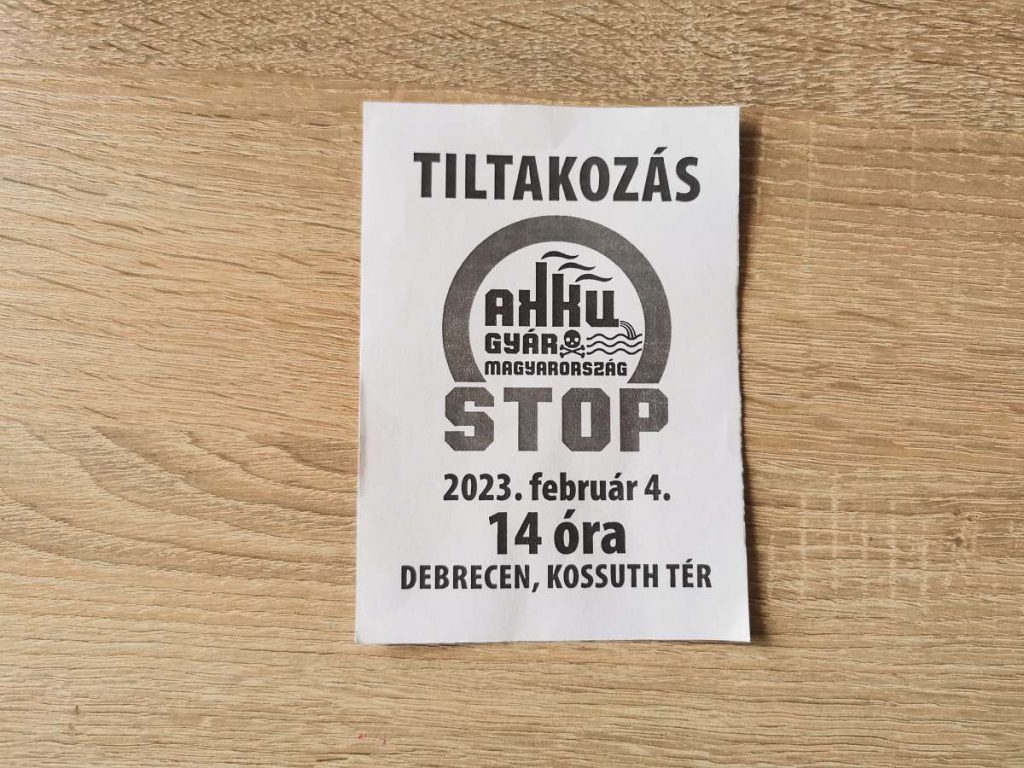 TILTAKOZÁS
AKKU
GYÁR
MAGYARORSZÁG
STOP
2023. február 4.
14 óra
DEBRECEN, KOSSUTH TÉR